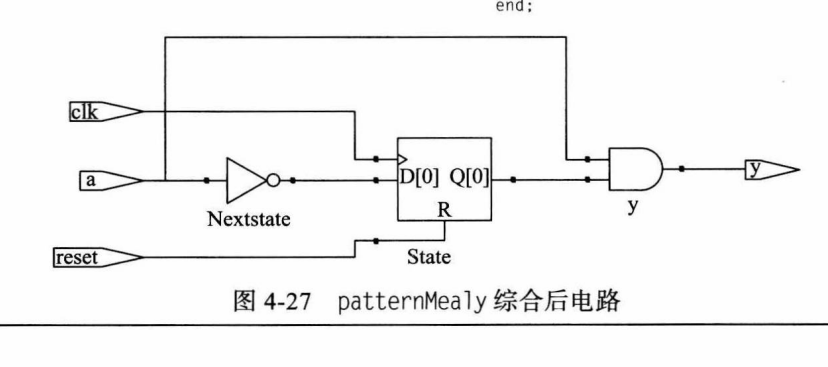 end;
clk
a
D[0] Q[0]
y
Nextstate
R
y
reset
State
图 4-27 patternMealy 综合后电路